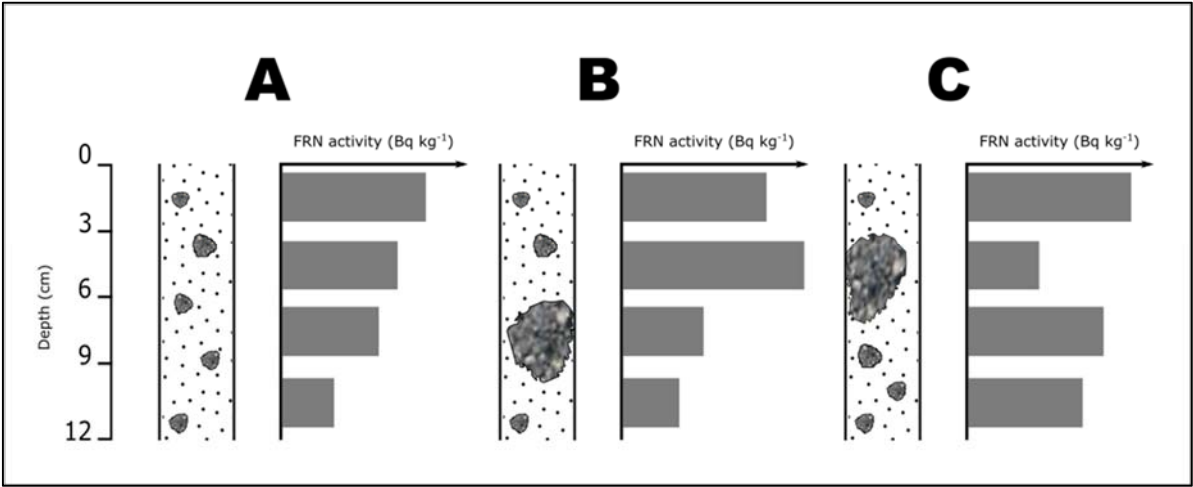 A
B
C
FRN activity (Bq kg⁻¹)
FRN activity (Bq kg⁻¹)
FRN activity (Bq kg⁻¹)
0
3
6
9
12
Depth (cm)